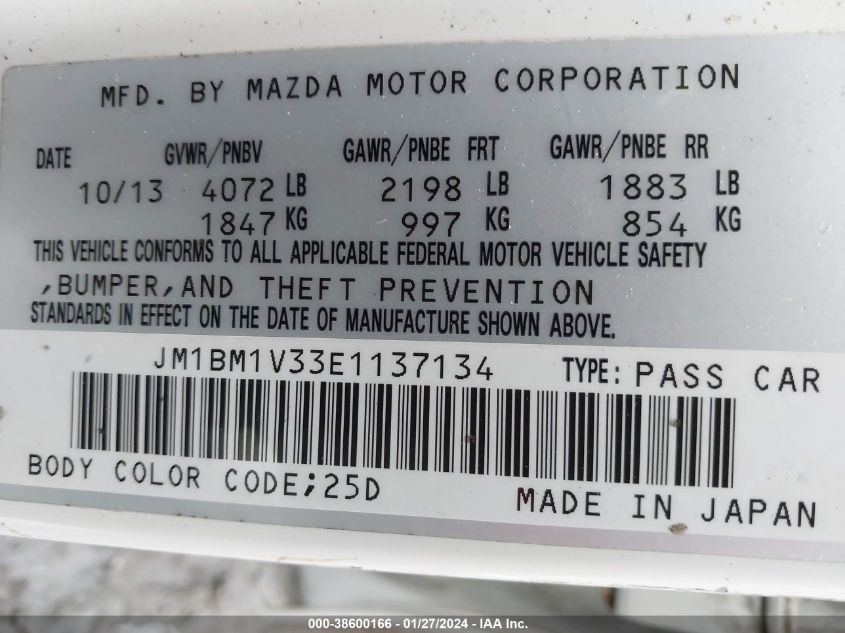 MFD. BY MAZDA MOTOR CORPORATION
DATE GVWR/PNBV GAWR/PNBE FRT GAWR/PNBE RR
10/13 4072 LB 2198 LB 1883 LB
1847 KG 997 KG 854 KG
THIS VEHICLE CONFORMS TO ALL APPLICABLE FEDERAL MOTOR VEHICLE SAFETY
,BUMPER,AND THEFT PREVENTION
STANDARDS IN EFFECT ON THE DATE OF MANUFACTURE SHOWN ABOVE.
JM1BM1V33E1137134 TYPE: PASS CAR
BODY COLOR CODE;25D
MADE IN JAPAN
000-38600166 - 01/27/2024 - IAA Inc.